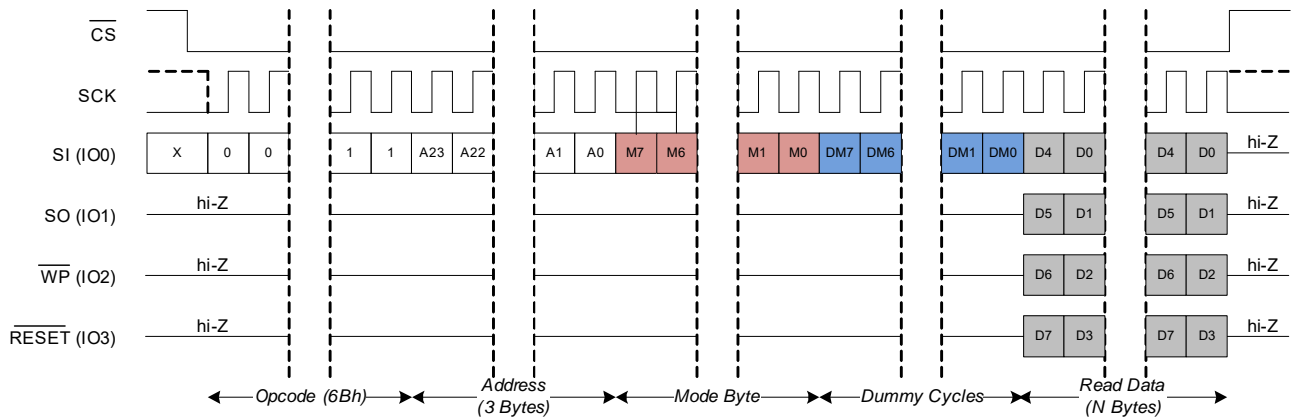 CS
SCK
SI (IO0) X 0 0 1 1 A23 A22 A1 A0 M7 M6 M1 M0 DM7 DM6 DM1 DM0 D4 D0 D4 D0 hi-Z
SO (IO1) hi-Z D5 D1 D5 D1 hi-Z
WP (IO2) hi-Z D6 D2 D6 D2 hi-Z
RESET (IO3) hi-Z D7 D3 D7 D3 hi-Z
Opcode (6Bh) Address (3 Bytes) Mode Byte Dummy Cycles Read Data (N Bytes)